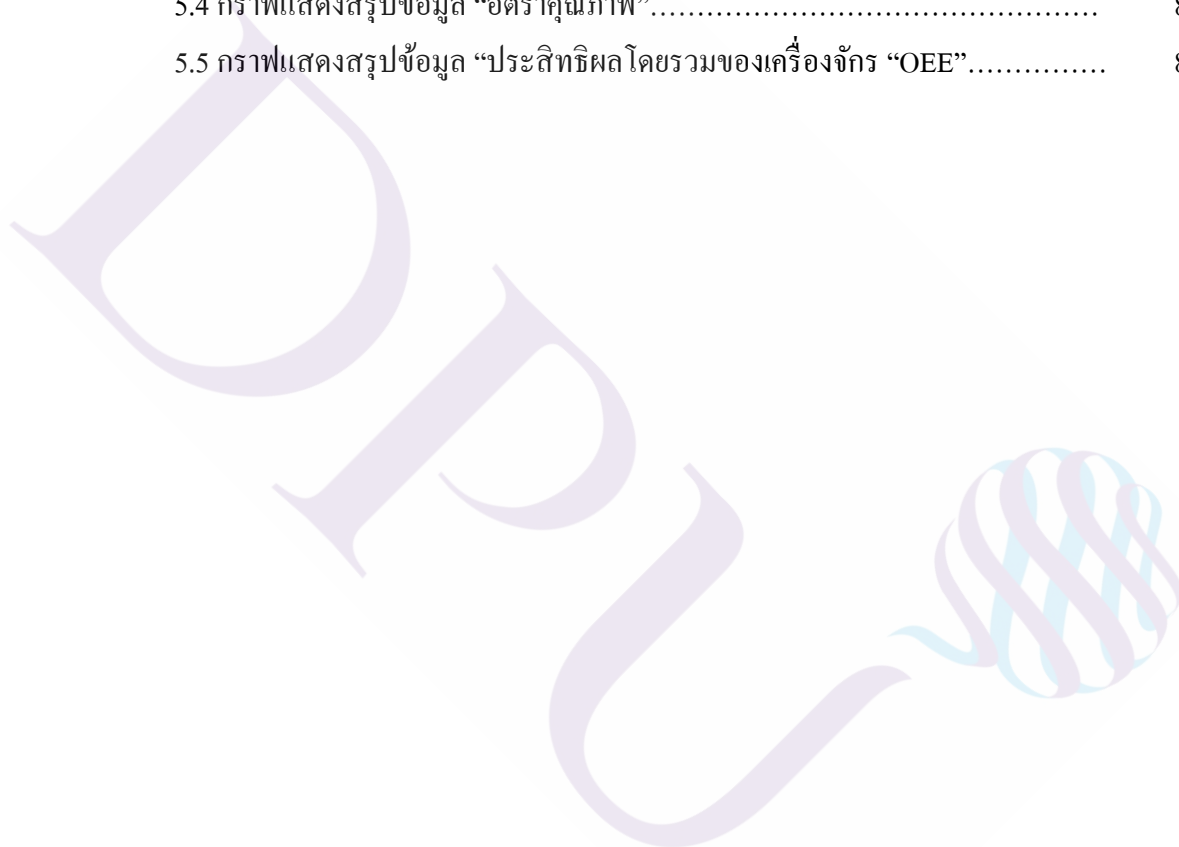 5.4 กราฟแสดงสรุปข้อมูล “อัตราคุณภาพ”……………………………………………
5.5 กราฟแสดงสรุปข้อมูล “ประสิทธิผลโดยรวมของเครื่องจักร “OEE”……………
DPU